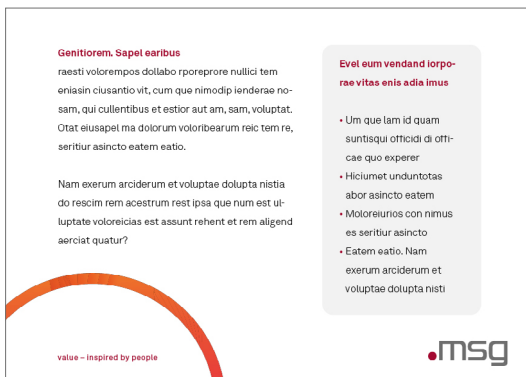 Genitiorem. Sapel earibus
raesti volorempos dollabo rporeprore nullici tem
eniasin ciusantio vit, cum que nimodip ienderae no-
sam, qui cullentibus et estior aut am, sam, voluptat.
Otat eiusapel ma dolorum voloribearum reic tem re,
seritiur asincto eatem eatio.
Nam exerum arciderum et voluptae dolupta nistia
do rescim rem acestrum rest ipsa que num est ul-
luptate voloreicias est assunt rehent et rem aligend
aerciat quatur?
Evel eum vendand iorpo-
rae vitas enis adia imus
• Um que lam id quam
suntisqui officidi di offi-
cae quo experer
• Hiciumet unduntotas
abor asincto eatem
• Moloreiurios con nimus
es seritiur asincto
• Eatem eatio. Nam
exerum arciderum et
voluptae dolupta nisti
value – inspired by people
.msg